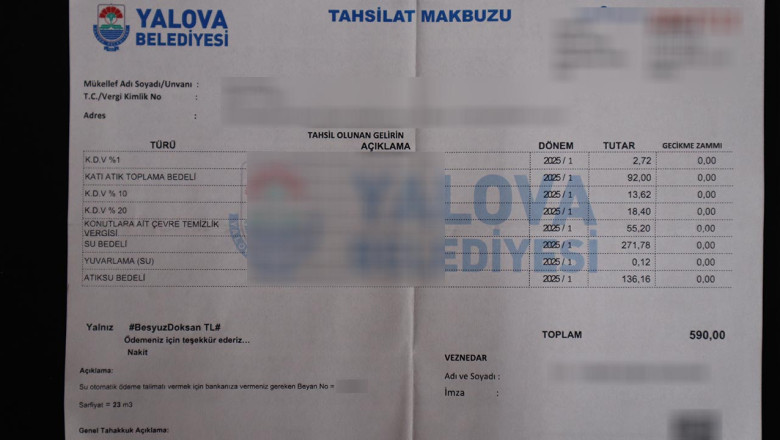 YALOVA
BELEDİYESİ
TAHSİLAT MAKBUZU
Mükellef Adı Soyadı/Unvanı :
T.C./Vergi Kimlik No :
Adres :
TAHSİL OLUNAN GELİRİN
TÜRÜ AÇIKLAMA DÖNEM TUTAR GECİKME ZAMMI
K.D.V %1 2025 / 1 2,72 0,00
KATI ATIK TOPLAMA BEDELİ 2025 / 1 92,00 0,00
K.D.V % 10 2025 / 1 13,62 0,00
K.D.V % 20 2025 / 1 18,40 0,00
KONUTLARA AİT ÇEVRE TEMİZLİK
VERGİSİ 2025 / 1 55,20 0,00
SU BEDELİ 2025 / 1 271,78 0,00
YUVARLAMA (SU) 2025 / 1 0,12 0,00
ATIKSU BEDELİ 2025 / 1 136,16 0,00
YALOVA
BELEDİYESİ
Yalnız #BesyuzDoksan TL#
Ödemeniz için teşekkür ederiz...
Nakit
TOPLAM 590,00
VEZNEDAR
Adı ve Soyadı :
İmza :
Açıklama:
Su otomatik ödeme talimatı vermek için bankanıza vermeniz gereken Beyan No =
Sarfiyat = 23 m3
Genel Tahakkuk Açıklama: